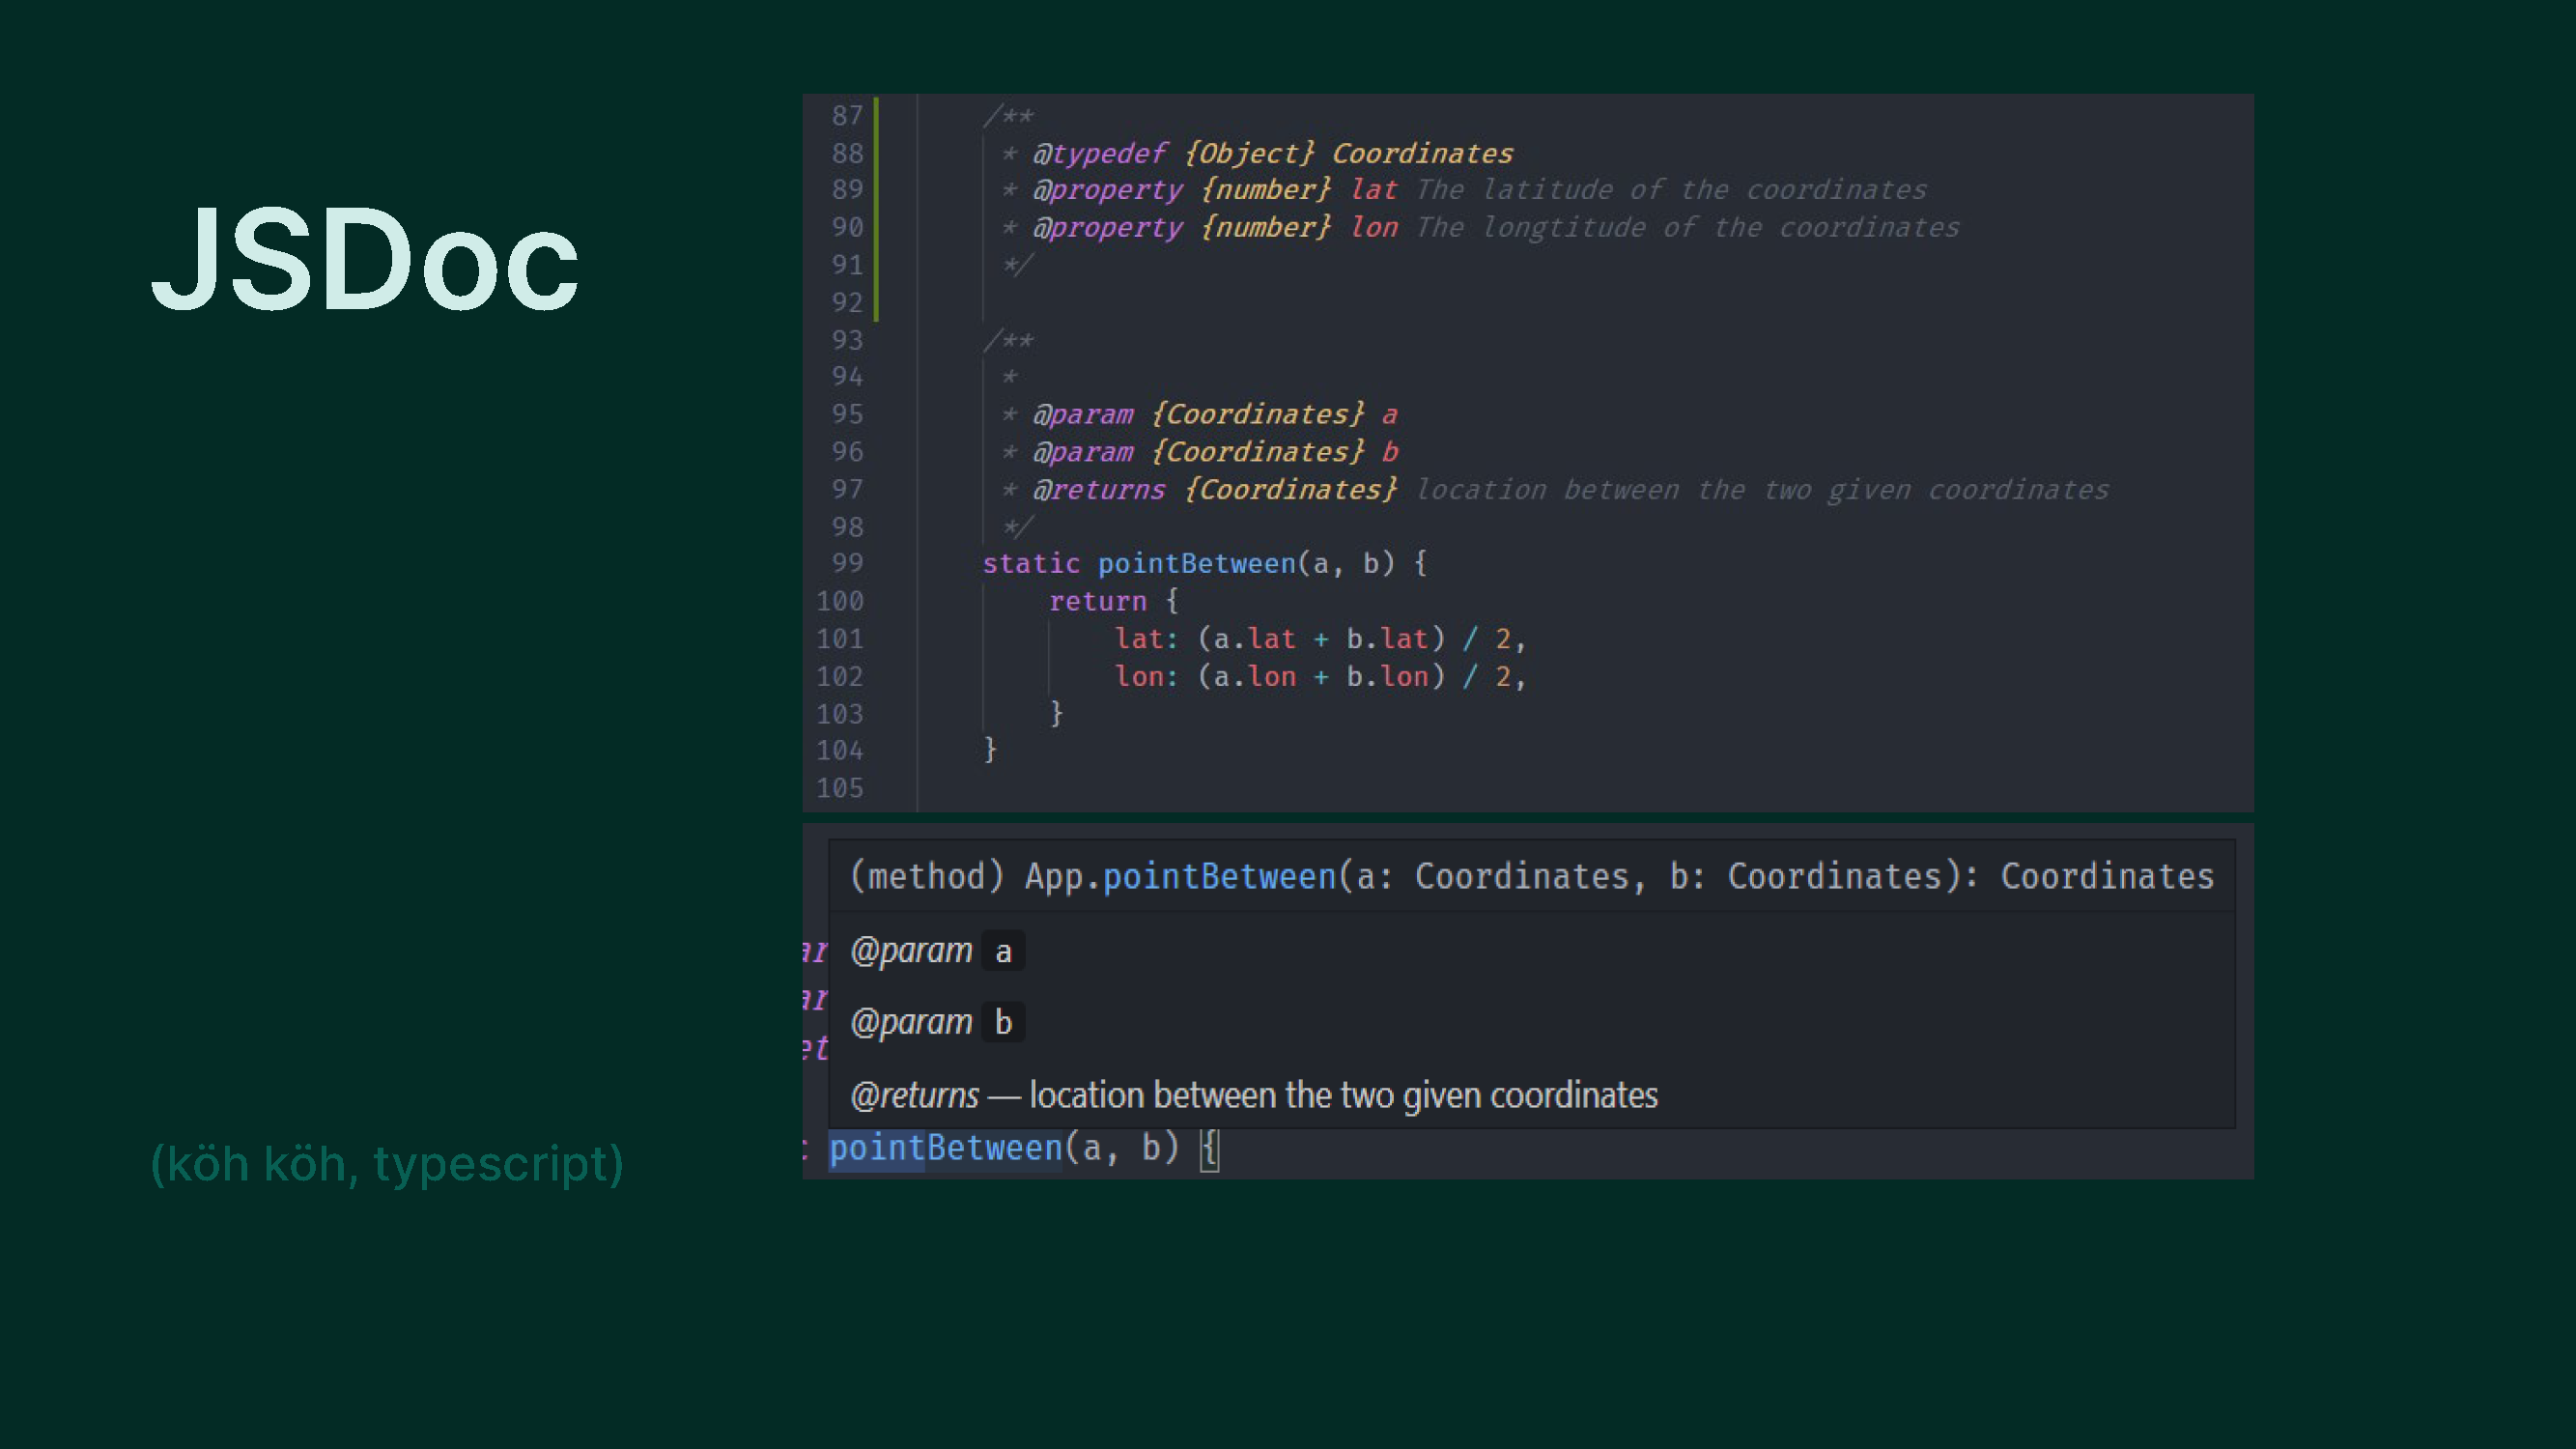 JSDoc
(köh köh, typescript)
87 /**
88 * @typedef {Object} Coordinates
89 * @property {number} lat The latitude of the coordinates
90 * @property {number} lon The longtitude of the coordinates
91 */
92
93 /**
94 *
95 * @param {Coordinates} a
96 * @param {Coordinates} b
97 * @returns {Coordinates} location between the two given coordinates
98 */
99 static pointBetween(a, b) {
100 return {
101 lat: (a.lat + b.lat) / 2,
102 lon: (a.lon + b.lon) / 2,
103 }
104 }
105
(method) App.pointBetween(a: Coordinates, b: Coordinates): Coordinates
@param a
@param b
@returns — location between the two given coordinates
pointBetween(a, b) {